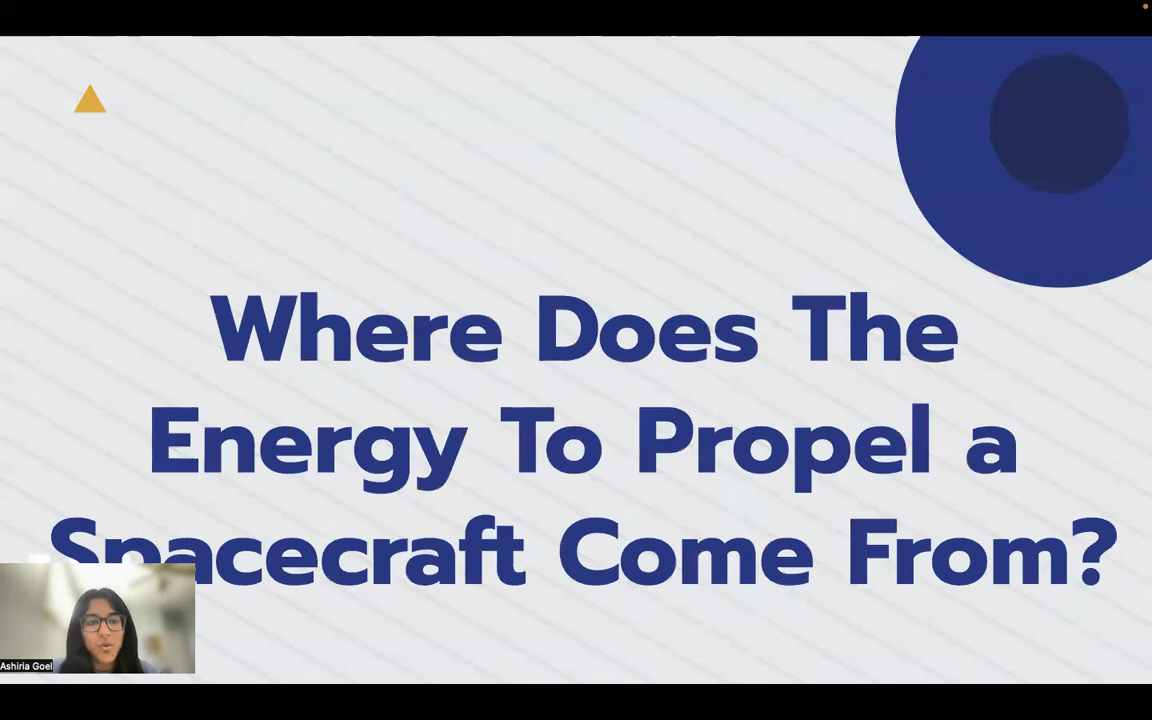 Where Does The
Energy To Propel a
Spacecraft Come From?
Ashiria Goel